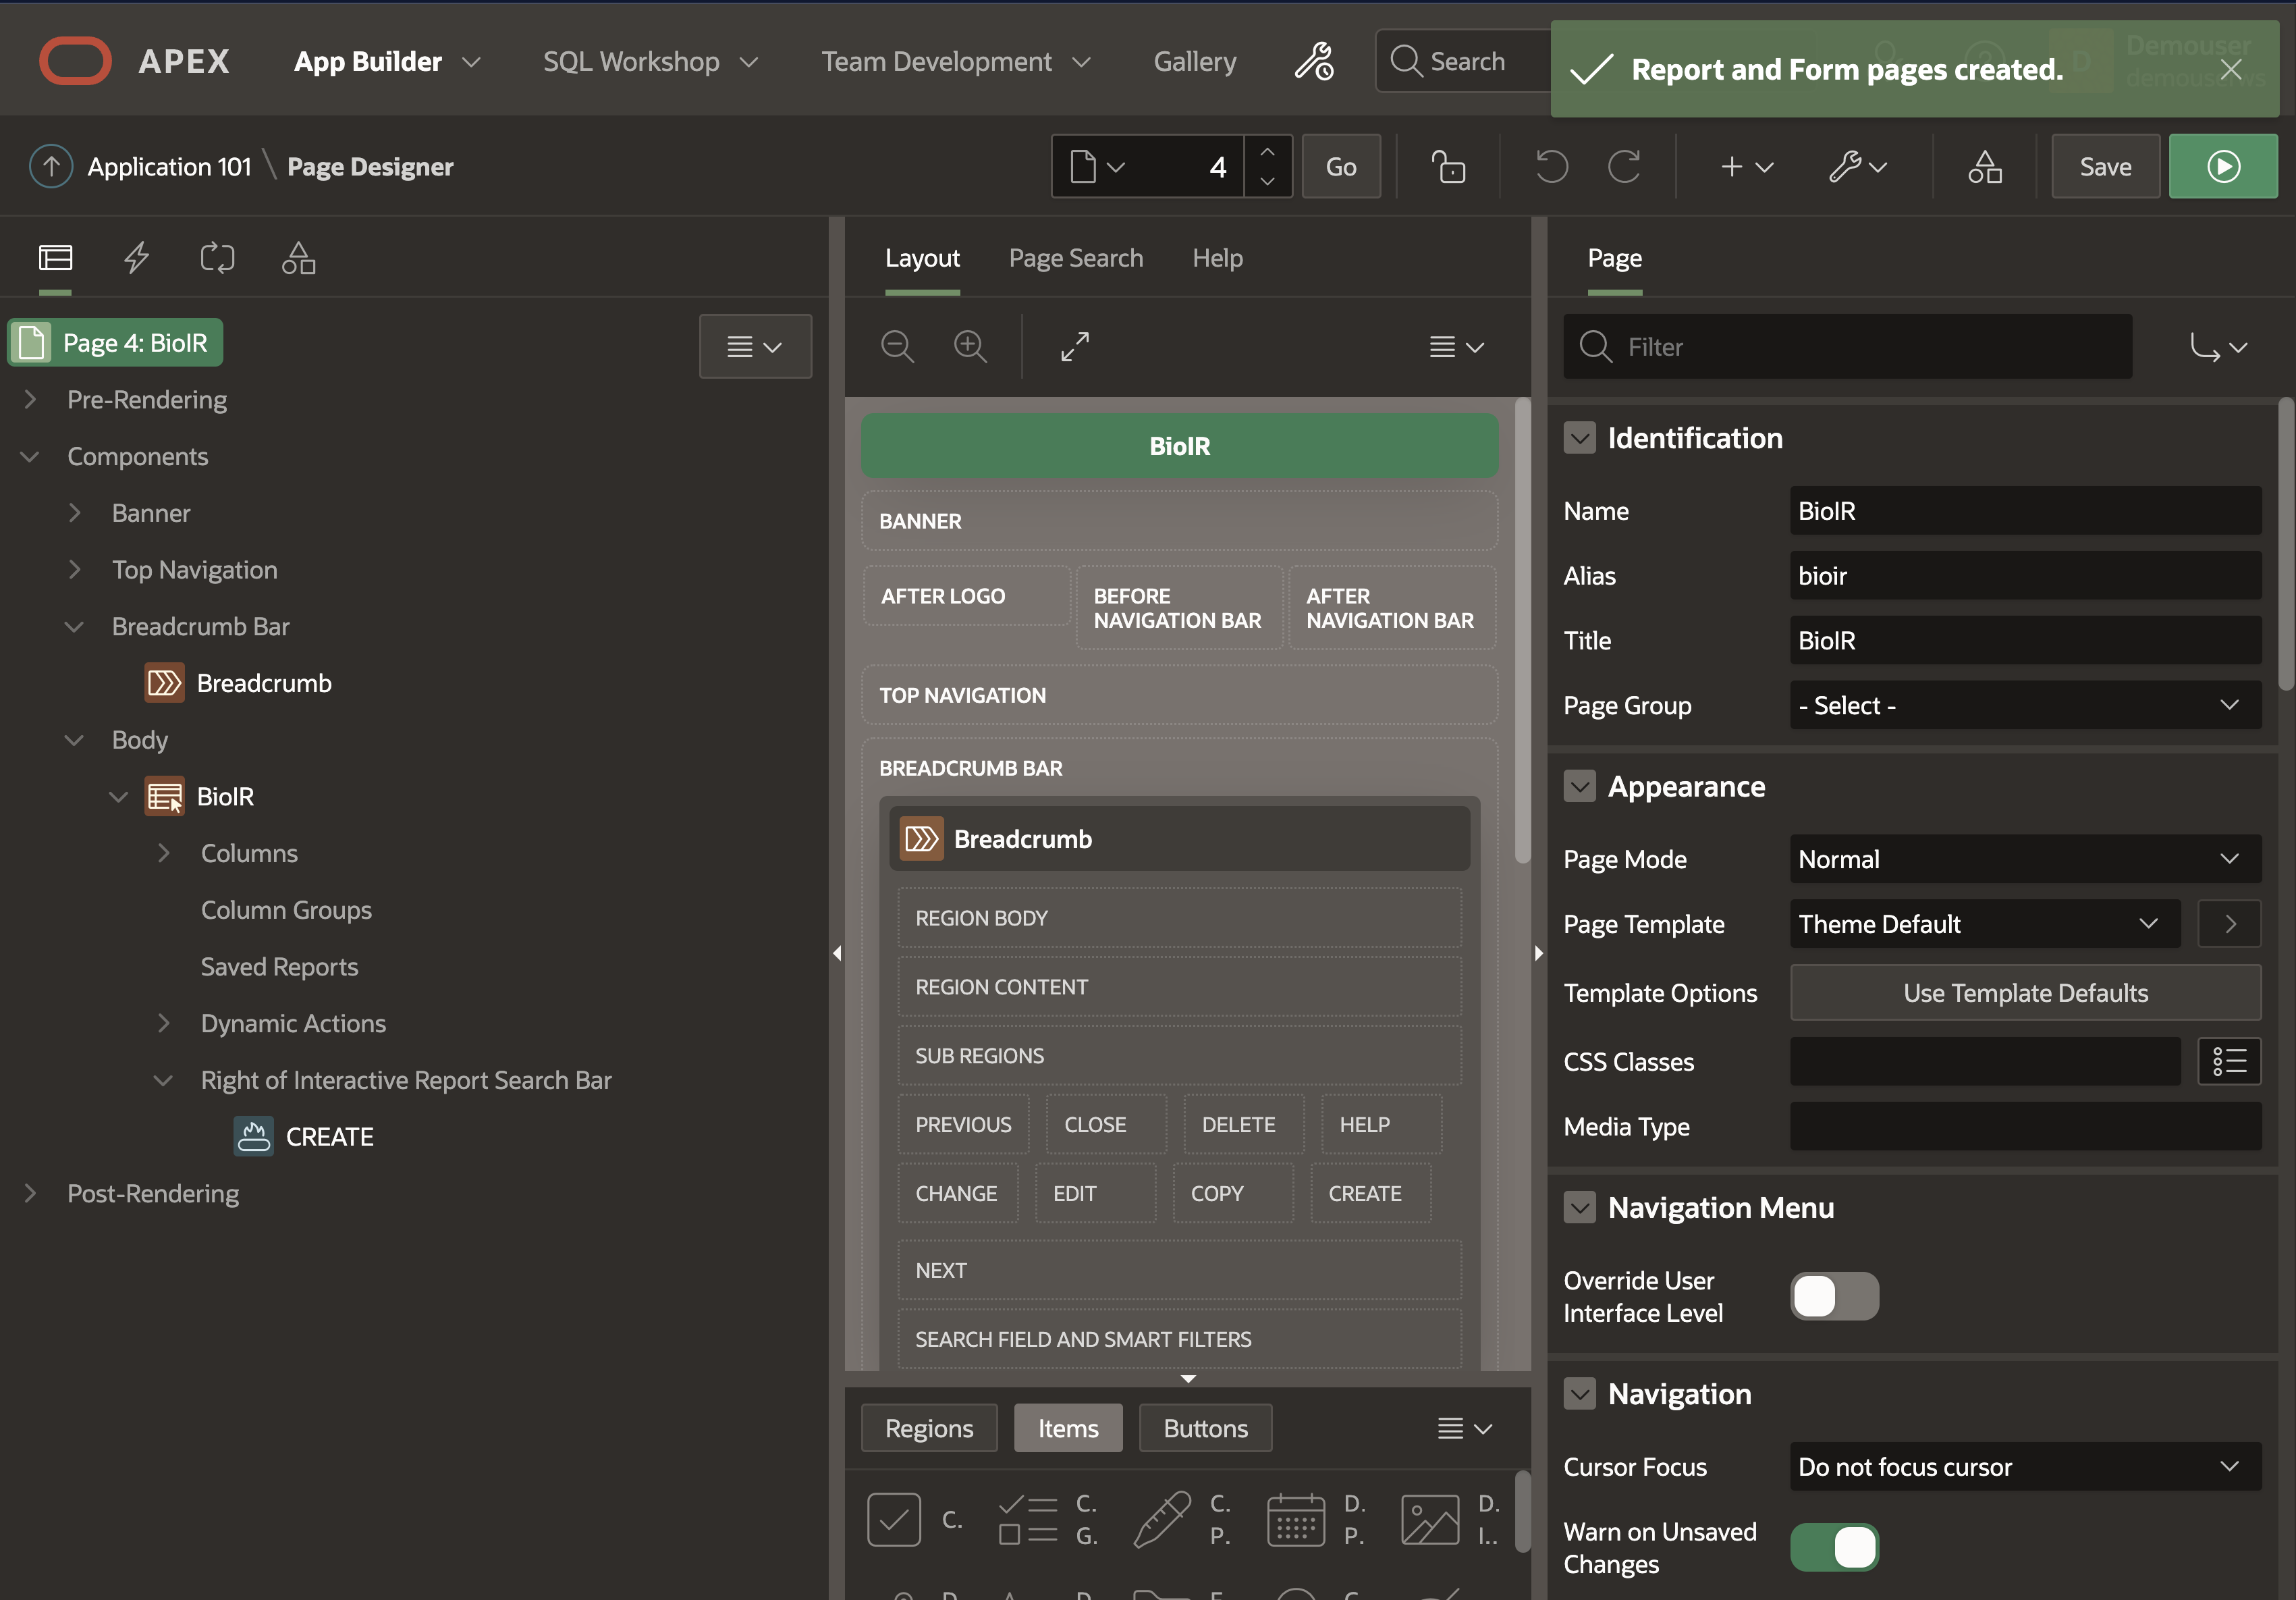 APEX
App Builder
SQL Workshop
Team Development
Gallery
Search
Report and Form pages created.
Demouser
D
Application 101 \ Page Designer
4
Go
Save
Page 4: BioIR
Pre-Rendering
Components
Banner
Top Navigation
Breadcrumb Bar
Breadcrumb
Body
BioIR
Columns
Column Groups
Saved Reports
Dynamic Actions
Right of Interactive Report Search Bar
CREATE
Post-Rendering
Layout
Page Search
Help
BioIR
BANNER
AFTER LOGO
BEFORE
NAVIGATION BAR
AFTER
NAVIGATION BAR
TOP NAVIGATION
BREADCRUMB BAR
Breadcrumb
REGION BODY
REGION CONTENT
SUB REGIONS
PREVIOUS
CLOSE
DELETE
HELP
CHANGE
EDIT
COPY
CREATE
NEXT
SEARCH FIELD AND SMART FILTERS
Regions
Items
Buttons
C.
C.
G.
C.
P.
D.
P.
D.
I..
Page
Filter
Identification
Name
BioIR
Alias
bioir
Title
BioIR
Page Group
- Select -
Appearance
Page Mode
Normal
Page Template
Theme Default
Template Options
Use Template Defaults
CSS Classes
Media Type
Navigation Menu
Override User
Interface Level
Navigation
Cursor Focus
Do not focus cursor
Warn on Unsaved
Changes